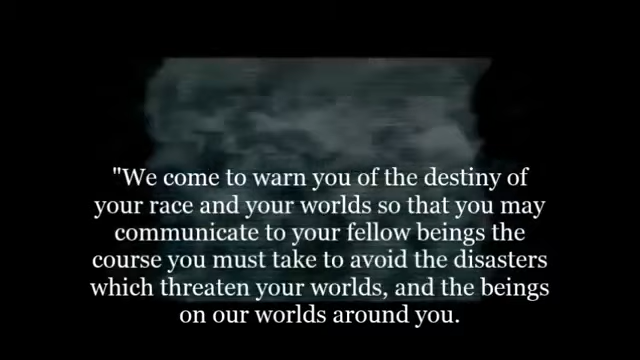 "We come to warn you of the destiny of
your race and your worlds so that you may
communicate to your fellow beings the
course you must take to avoid the disasters
which threaten your worlds, and the beings
on our worlds around you.